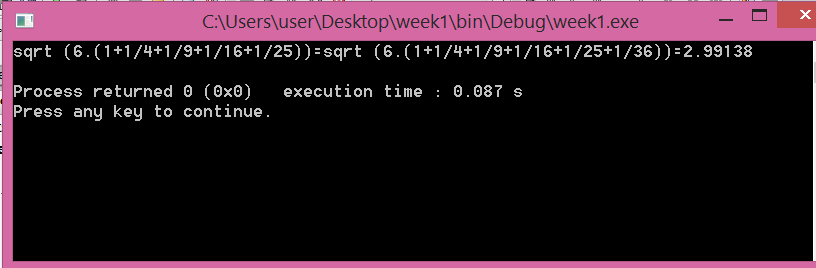 C:\Users\user\Desktop\week1\bin\Debug\week1.exe
sqrt (6.(1+1/4+1/9+1/16+1/25))=sqrt (6.(1+1/4+1/9+1/16+1/25+1/36))=2.99138
Process returned 0 (0x0)   execution time : 0.087 s
Press any key to continue.